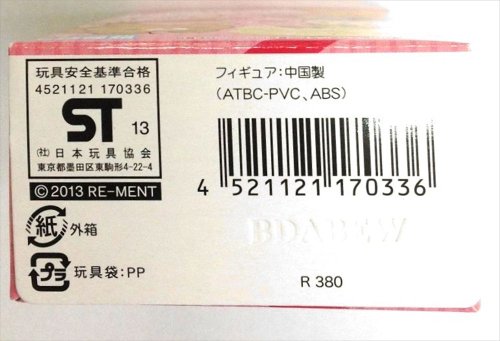 玩具安全基準合格
4521121 170336
ST 13
(社)日本玩具協会
東京都墨田区東駒形4-22-4
©2013 RE-MENT
紙 外箱
プラ 玩具袋:PP
フィギュア:中国製
(ATBC-PVC、ABS)
4 521121 170336
R 380